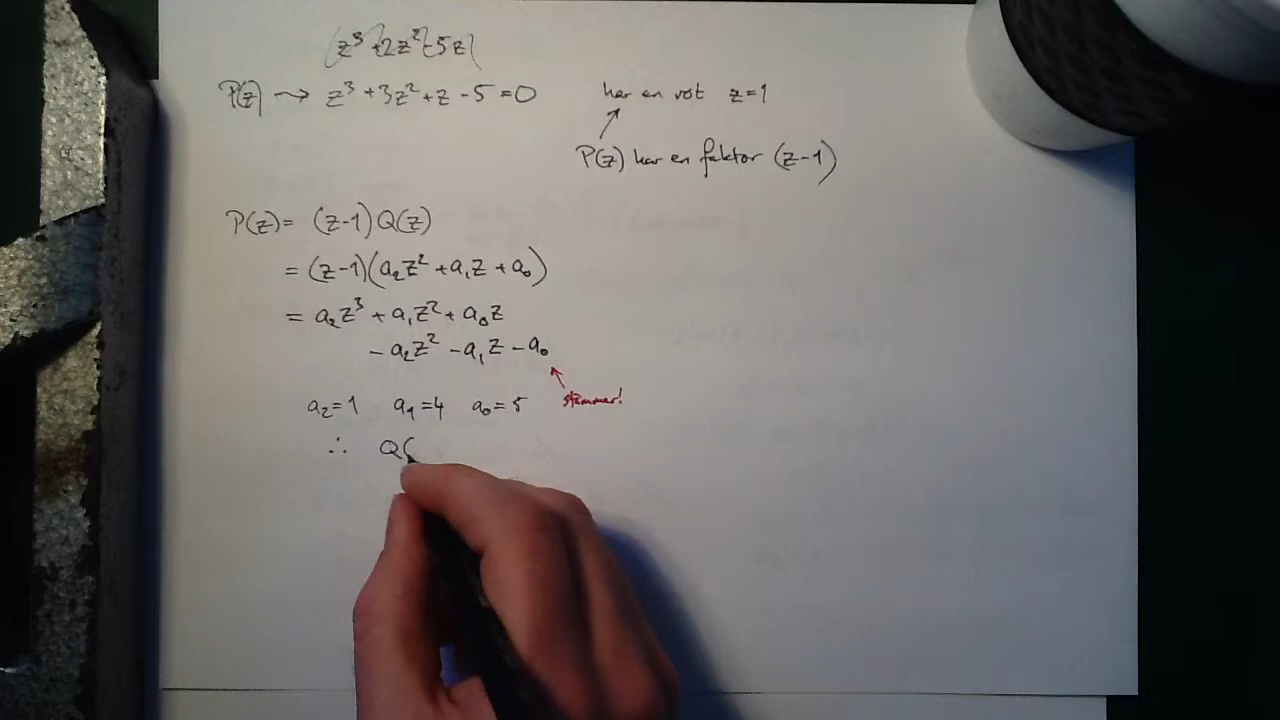 (z³+2z²-5z)
P(z) → z³+3z²+z-5=0
har en rot z=1
P(z) har en faktor (z-1)
P(z)= (z-1)Q(z)
= (z-1)(a₂z²+a₁z+a₀)
= a₂z³+a₁z²+a₀z
-a₂z²-a₁z-a₀
stämmer!
a₂=1 a₁=4 a₀=5
∴ Q(